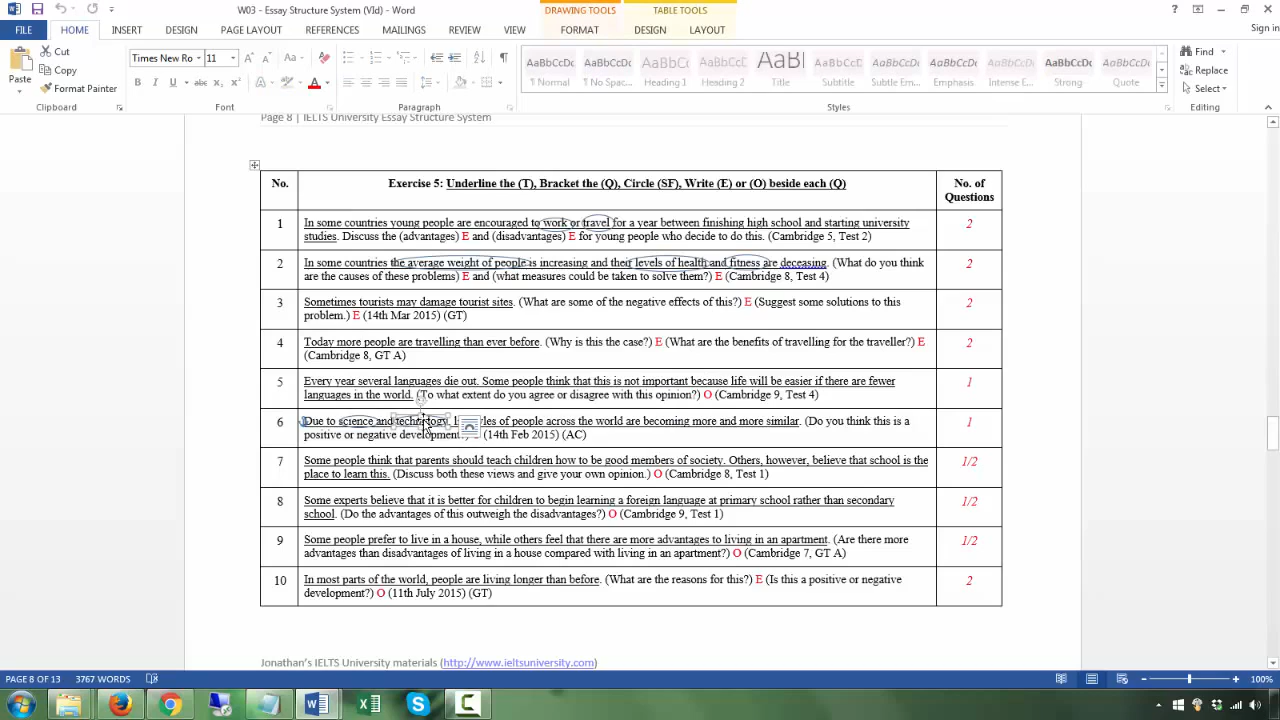 W03 - Essay Structure System (VId) - Word
DRAWING TOOLS
TABLE TOOLS
FILE
HOME
INSERT
DESIGN
PAGE LAYOUT
REFERENCES
MAILINGS
REVIEW
VIEW
FORMAT
DESIGN
LAYOUT
Sign in
Paste
Cut
Copy
Format Painter
Times New Ro
11
Find
Replace
Select
AaBbCcDc AaBbCcDc AaBbCc AaBbCcD AaBl AaBbCcD AaBbCcDc AaBbCcDc AaBbCcDc AaBbCcDc AaBbCcDc
¶ Normal
¶ No Spac...
Heading 1
Heading 2
Title
Subtitle
Subtle Em...
Emphasis
Intense E...
Strong
Quote
Clipboard
Font
Paragraph
Styles
Editing
Page 8 | IELTS University Essay Structure System
No.
Exercise 5: Underline the (T), Bracket the (Q), Circle (SF), Write (E) or (O) beside each (Q)
No. of
Questions
1
In some countries young people are encouraged to work or travel for a year between finishing high school and starting university
studies. Discuss the (advantages) E and (disadvantages) E for young people who decide to do this. (Cambridge 5, Test 2)
2
2
In some countries the average weight of people is increasing and their levels of health and fitness are deceasing. (What do you think
are the causes of these problems) E and (what measures could be taken to solve them?) E (Cambridge 8, Test 4)
2
3
Sometimes tourists may damage tourist sites. (What are some of the negative effects of this?) E (Suggest some solutions to this
problem.) E (14th Mar 2015) (GT)
2
4
Today more people are travelling than ever before. (Why is this the case?) E (What are the benefits of travelling for the traveller?) E
(Cambridge 8, GT A)
2
5
Every year several languages die out. Some people think that this is not important because life will be easier if there are fewer
languages in the world. (To what extent do you agree or disagree with this opinion?) O (Cambridge 9, Test 4)
1
6
Due to science and technology, of people across the world are becoming more and more similar. (Do you think this is a
positive or negative development (14th Feb 2015) (AC)
1
7
Some people think that parents should teach children how to be good members of society. Others, however, believe that school is the
place to learn this. (Discuss both these views and give your own opinion.) O (Cambridge 8, Test 1)
1/2
8
Some experts believe that it is better for children to begin learning a foreign language at primary school rather than secondary
school. (Do the advantages of this outweigh the disadvantages?) O (Cambridge 9, Test 1)
1/2
9
Some people prefer to live in a house, while others feel that there are more advantages to living in an apartment. (Are there more
advantages than disadvantages of living in a house compared with living in an apartment?) O (Cambridge 7, GT A)
1/2
10
In most parts of the world, people are living longer than before. (What are the reasons for this?) E (Is this a positive or negative
development?) O (11th July 2015) (GT)
2
Jonathan's IELTS University materials (http://www.ieltsuniversity.com)
PAGE 8 OF 13
3767 WORDS
100%